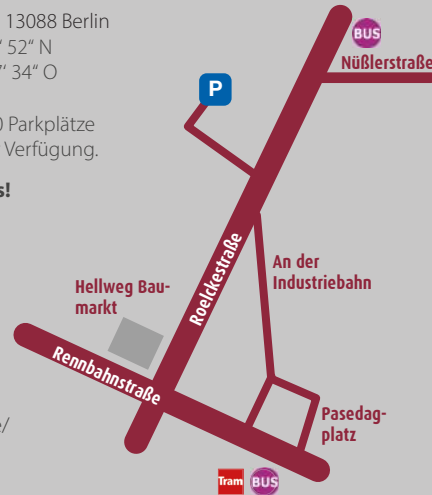 13088 Berlin
52“ N
‘ 34“ O
Parkplätze
Verfügung.
s!
BUS
Nüßlerstraße
P
Roelckestraße
An der
Industriebahn
Hellweg Bau-
markt
Rennbahnstraße
Pasedag-
platz
/
Tram BUS